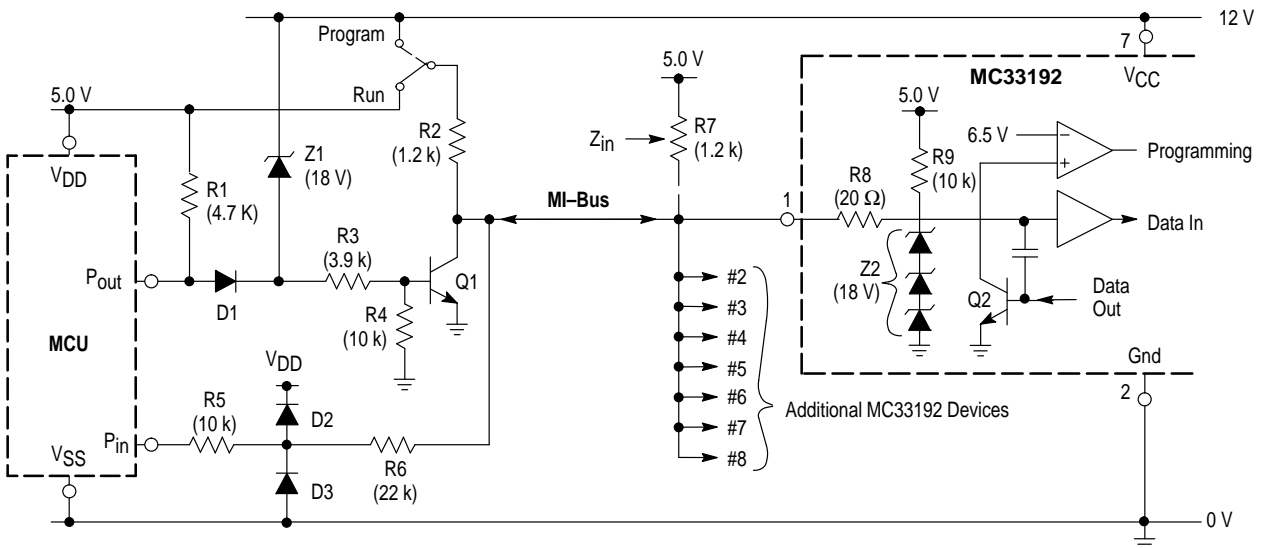 12 V
Program
7
5.0 V
MC33192
VCC
5.0 V
Run
5.0 V
R2
(1.2 k)
Zin
R7
(1.2 k)
6.5 V
−
+
Programming
VDD
Z1
(18 V)
R9
(10 k)
R1
(4.7 K)
R8
(20 Ω)
MI–Bus
1
R3
(3.9 k)
Data In
Pout
Q1
Z2
(18 V)
#2
Q2
Data
Out
D1
R4
(10 k)
#3
MCU
#4
VDD
#5
Gnd
R5
(10 k)
D2
#6
Additional MC33192 Devices
2
Pin
#7
VSS
R6
(22 k)
#8
D3
0 V